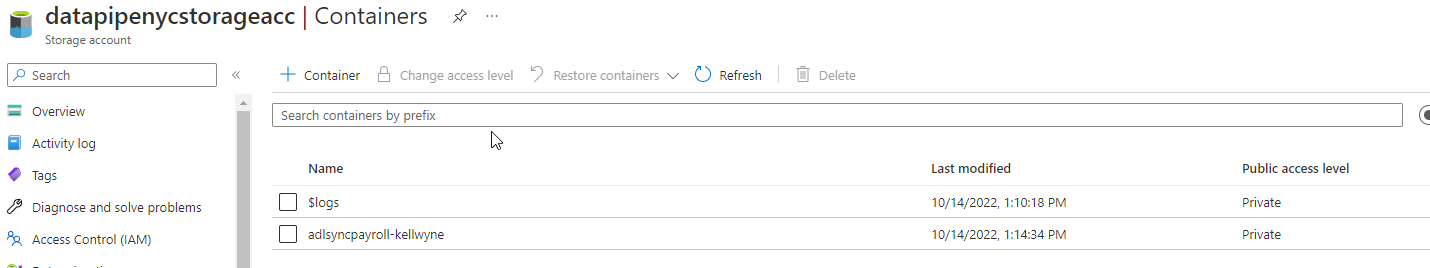 datapipenycstorageacc | Containers
Storage account
Search
Container
Change access level
Restore containers
Refresh
Delete
Overview
Activity log
Tags
Diagnose and solve problems
Access Control (IAM)
Search containers by prefix
Name Last modified Public access level
$logs 10/14/2022, 1:10:18 PM Private
adlsyncpayroll-kellwyne 10/14/2022, 1:14:34 PM Private